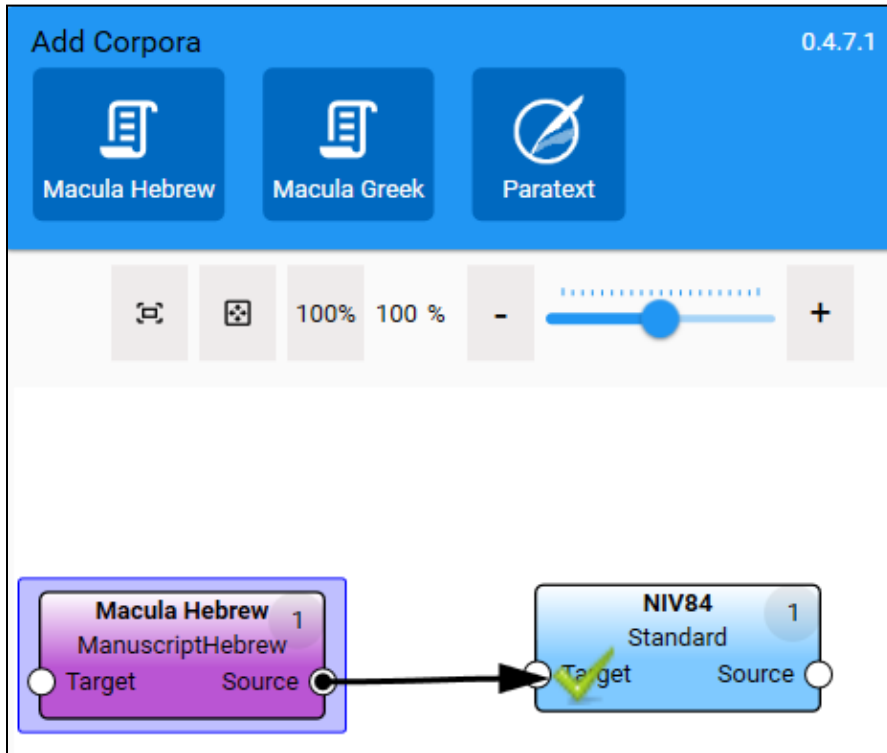 Add Corpora 0.4.7.1
Macula Hebrew Macula Greek Paratext
100% 100 % - +
Macula Hebrew 1
ManuscriptHebrew
Target Source
NIV84 1
Standard
Target Source